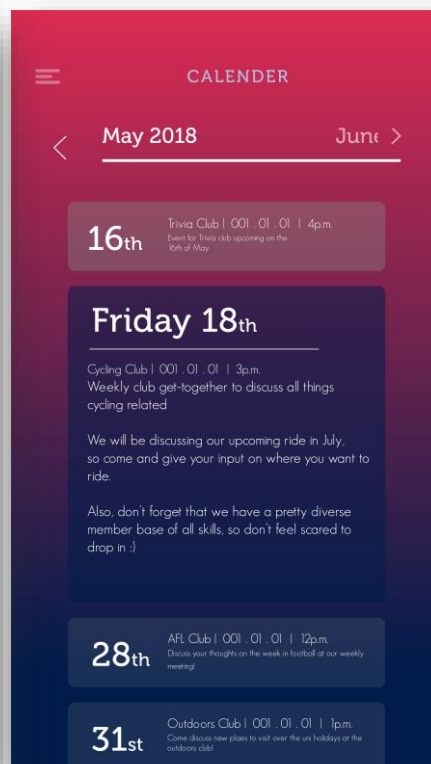 CALENDER
May 2018 June
16th
Trivia Club | 001 . 01 . 01 | 4p.m.
Event for Trivia club upcoming on the
16th of May
Friday 18th
Cycling Club | 001 . 01 . 01 | 3p.m.
Weekly club get-together to discuss all things
cycling related
We will be discussing our upcoming ride in July,
so come and give your input on where you want to
ride.
Also, don't forget that we have a pretty diverse
member base of all skills, so don't feel scared to
drop in :)
28th
AFL Club | 001 . 01 . 01 | 12p.m.
Discuss your thoughts on the week in football at our weekly
meeting!
31st
Outdoors Club | 001 . 01 . 01 | 1p.m.
Come discuss new plaes to visit over the uni holidays at the
outdoors club!